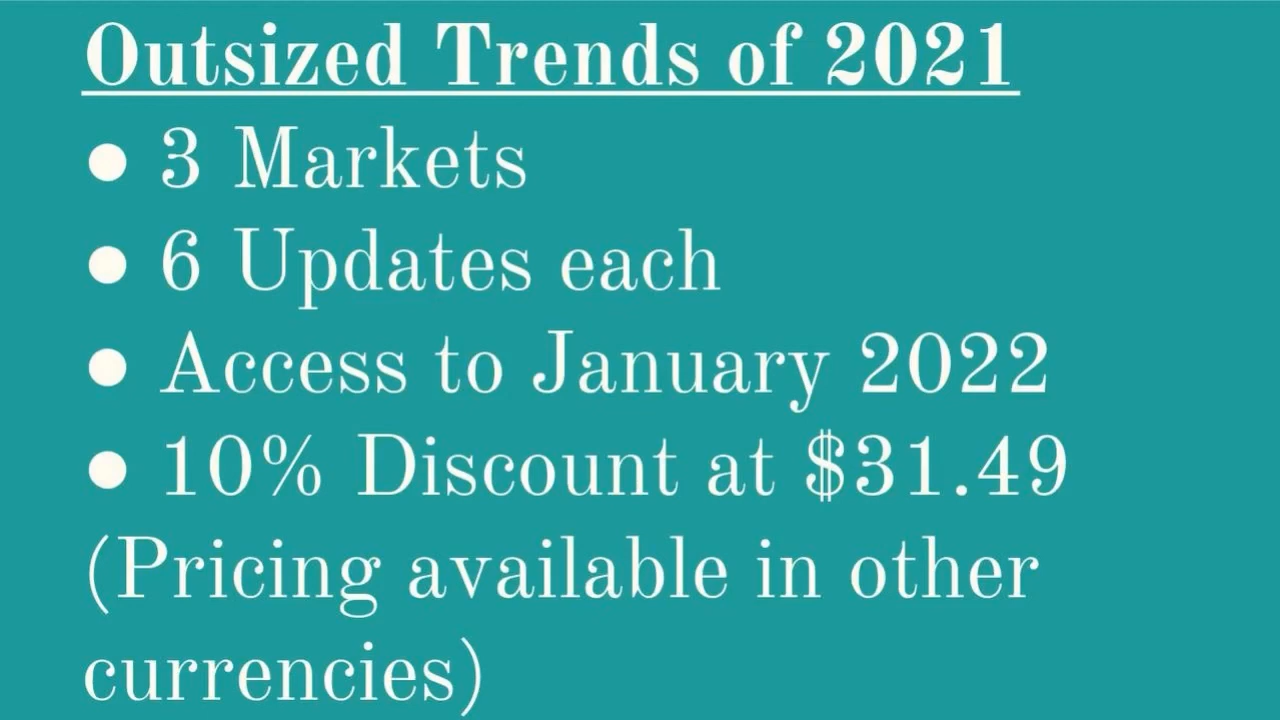 Outsized Trends of 2021
● 3 Markets
● 6 Updates each
● Access to January 2022
● 10% Discount at $31.49
(Pricing available in other
currencies)